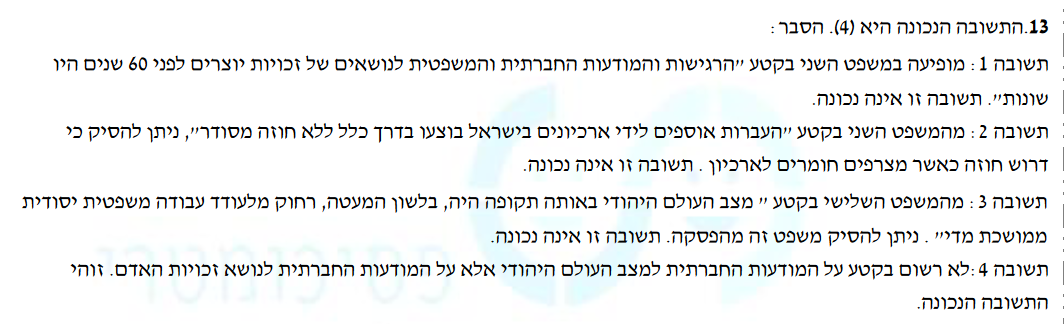 13.התשובה הנכונה היא (4). הסבר:
תשובה 1: מופיעה במשפט השני בקטע "הרגישות והמודעות החברתית והמשפטית לנושאים של זכויות יוצרים לפני 60 שנים היו
שונות". תשובה זו אינה נכונה.
תשובה 2: מהמשפט השני בקטע "העברות אוספים לידי ארכיונים בישראל בוצעו בדרך כלל ללא חוזה מסודר", ניתן להסיק כי
דרוש חוזה כאשר מצרפים חומרים לארכיון . תשובה זו אינה נכונה.
תשובה 3: מהמשפט השלישי בקטע " מצב העולם היהודי באותה תקופה היה, בלשון המעטה, רחוק מלעודד עבודה משפטית יסודית
ממושכת מדי" . ניתן להסיק משפט זה מהפסקה. תשובה זו אינה נכונה.
תשובה 4:לא רשום בקטע על המודעות החברתית למצב העולם היהודי אלא על המודעות החברתית לנושא זכויות האדם. זוהי
התשובה הנכונה.
פסיכומטרי